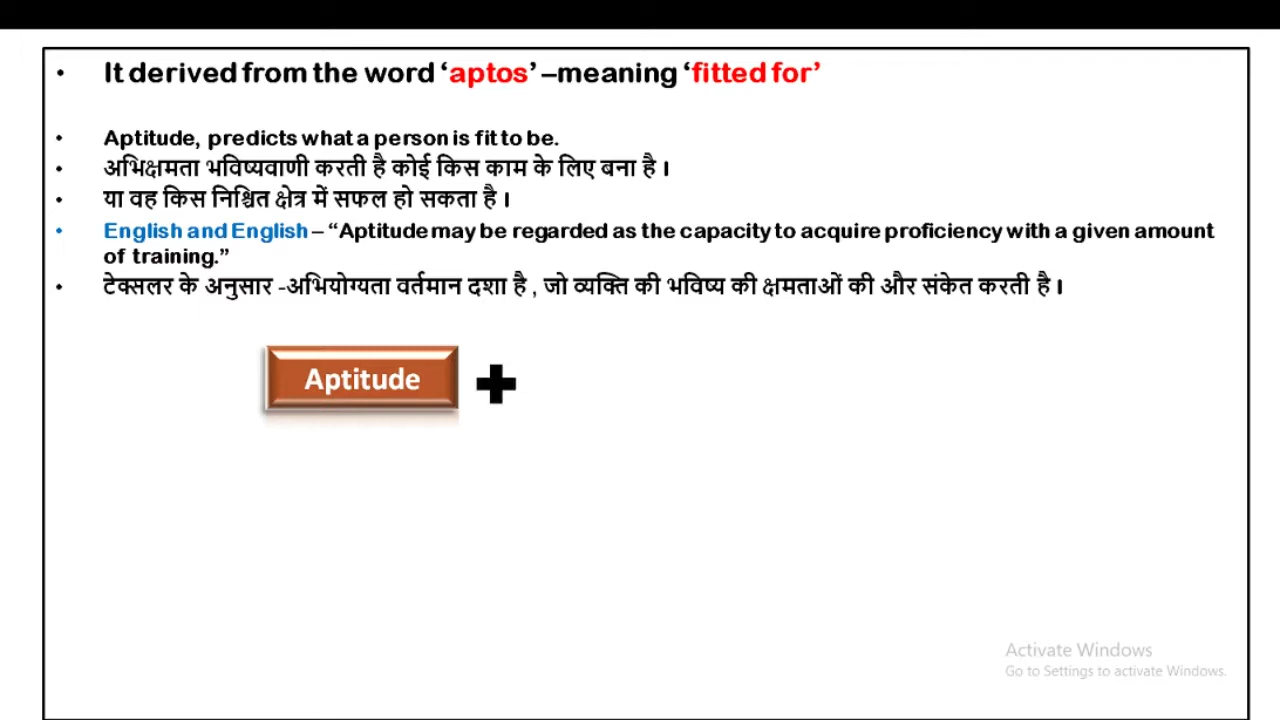 • It derived from the word ‘aptos’ –meaning ‘fitted for’
• Aptitude, predicts what a person is fit to be.
• अभिक्षमता भविष्यवाणी करती है कोई किस काम के लिए बना है ।
• या वह किस निश्चित क्षेत्र में सफल हो सकता है ।
• English and English – “Aptitude may be regarded as the capacity to acquire proficiency with a given amount
of training.”
• टेक्सलर के अनुसार -अभियोग्यता वर्तमान दशा है , जो व्यक्ति की भविष्य की क्षमताओं की और संकेत करती है ।
Aptitude
Activate Windows
Go to Settings to activate Windows.